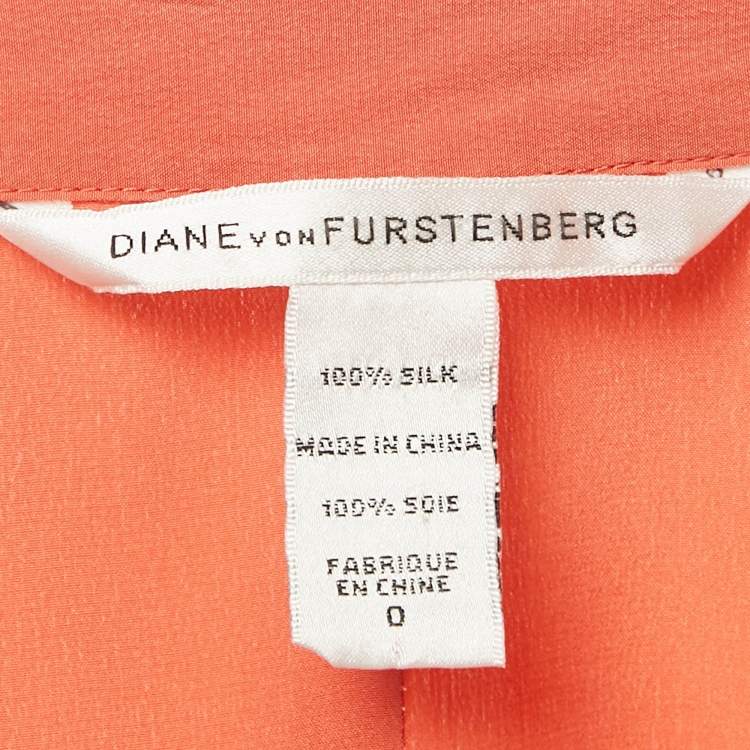 DIANE VON FURSTENBERG
100% SILK
MADE IN CHINA
100% SOIE
FABRIQUE
EN CHINE
0